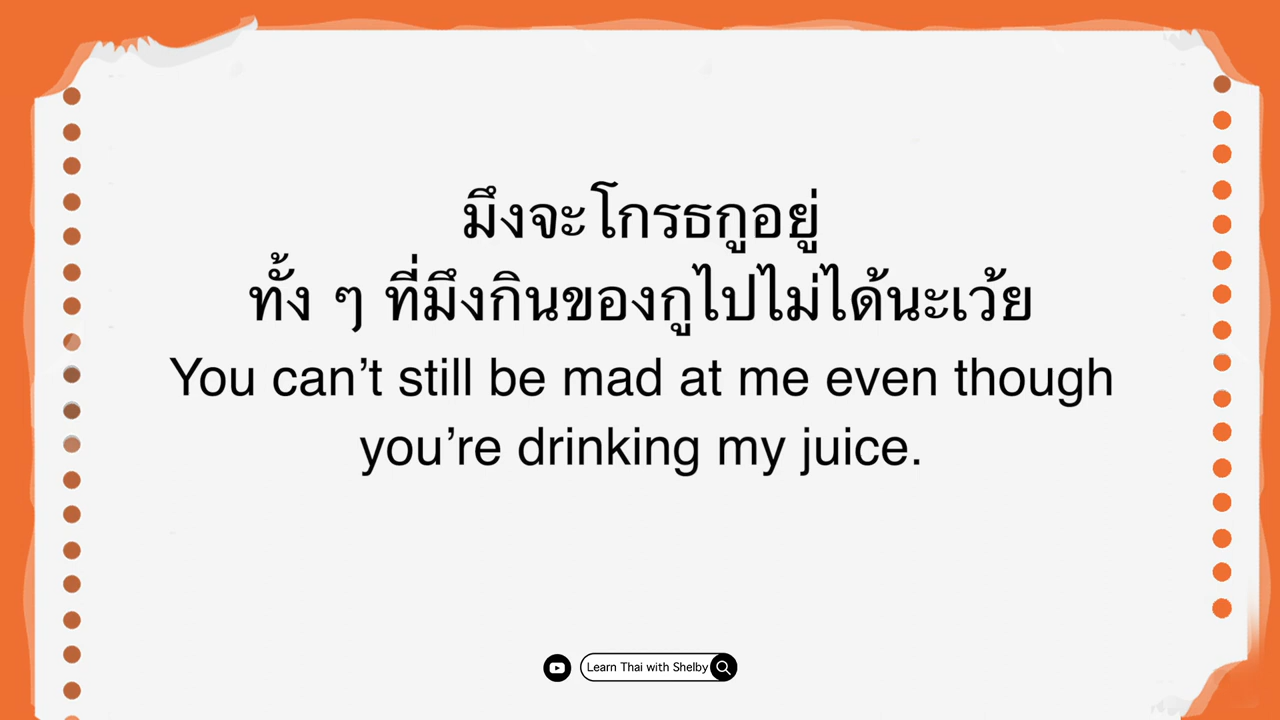 มึงจะโกรธกูอยู่
ทั้ง ๆ ที่มึงกินของกูไปไม่ได้นะเว้ย
You can’t still be mad at me even though
you’re drinking my juice.
Learn Thai with Shelby